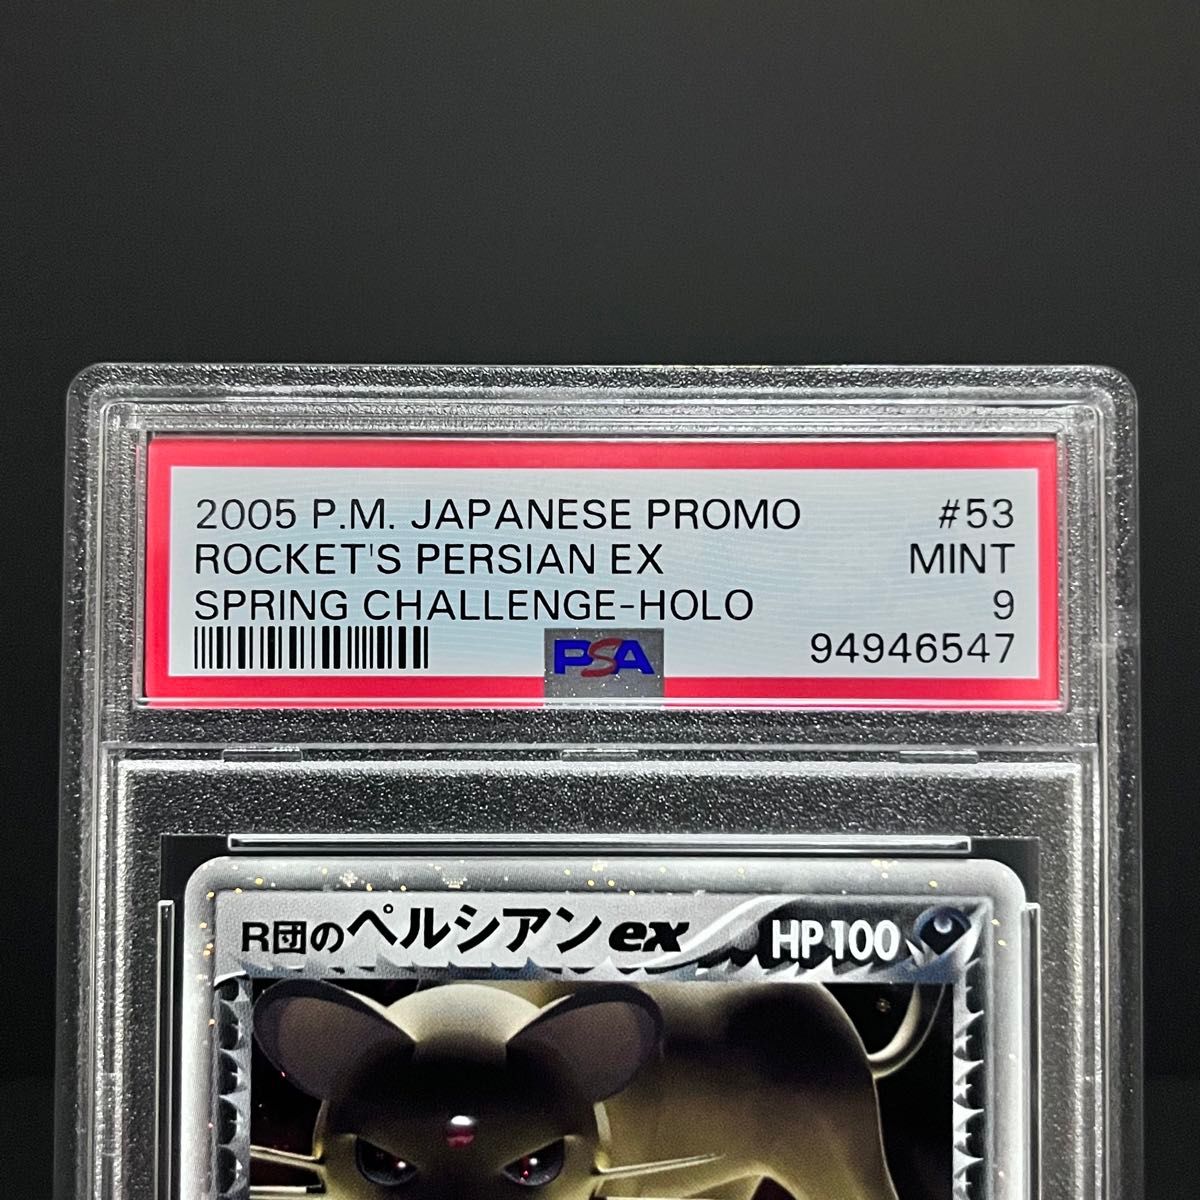 2005 P.M. JAPANESE PROMO #53
ROCKET'S PERSIAN EX MINT
SPRING CHALLENGE-HOLO 9
PSA 94946547
R団のペルシアンex HP100